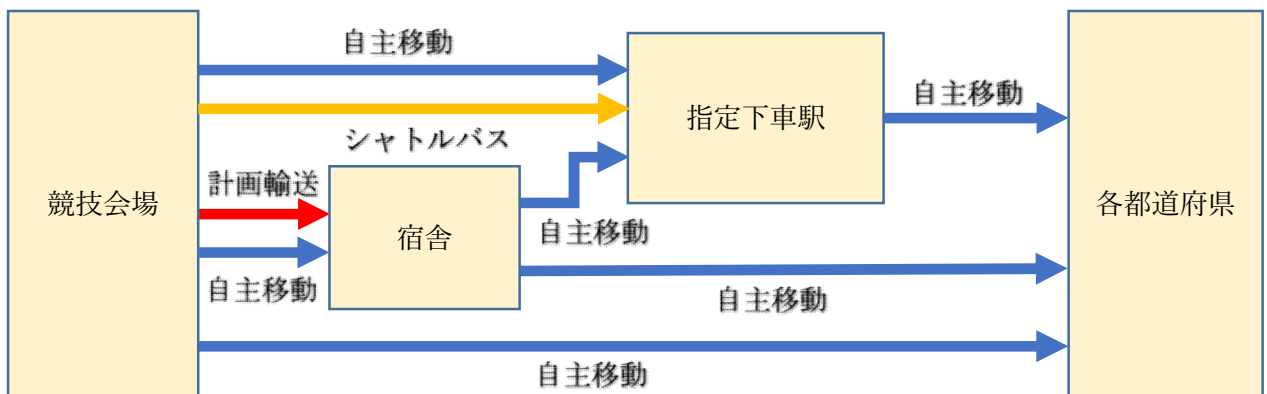 自主移動
自主移動
指定下車駅
シャトルバス
計画輸送
競技会場
各都道府県
宿舎
自主移動
自主移動
自主移動
自主移動